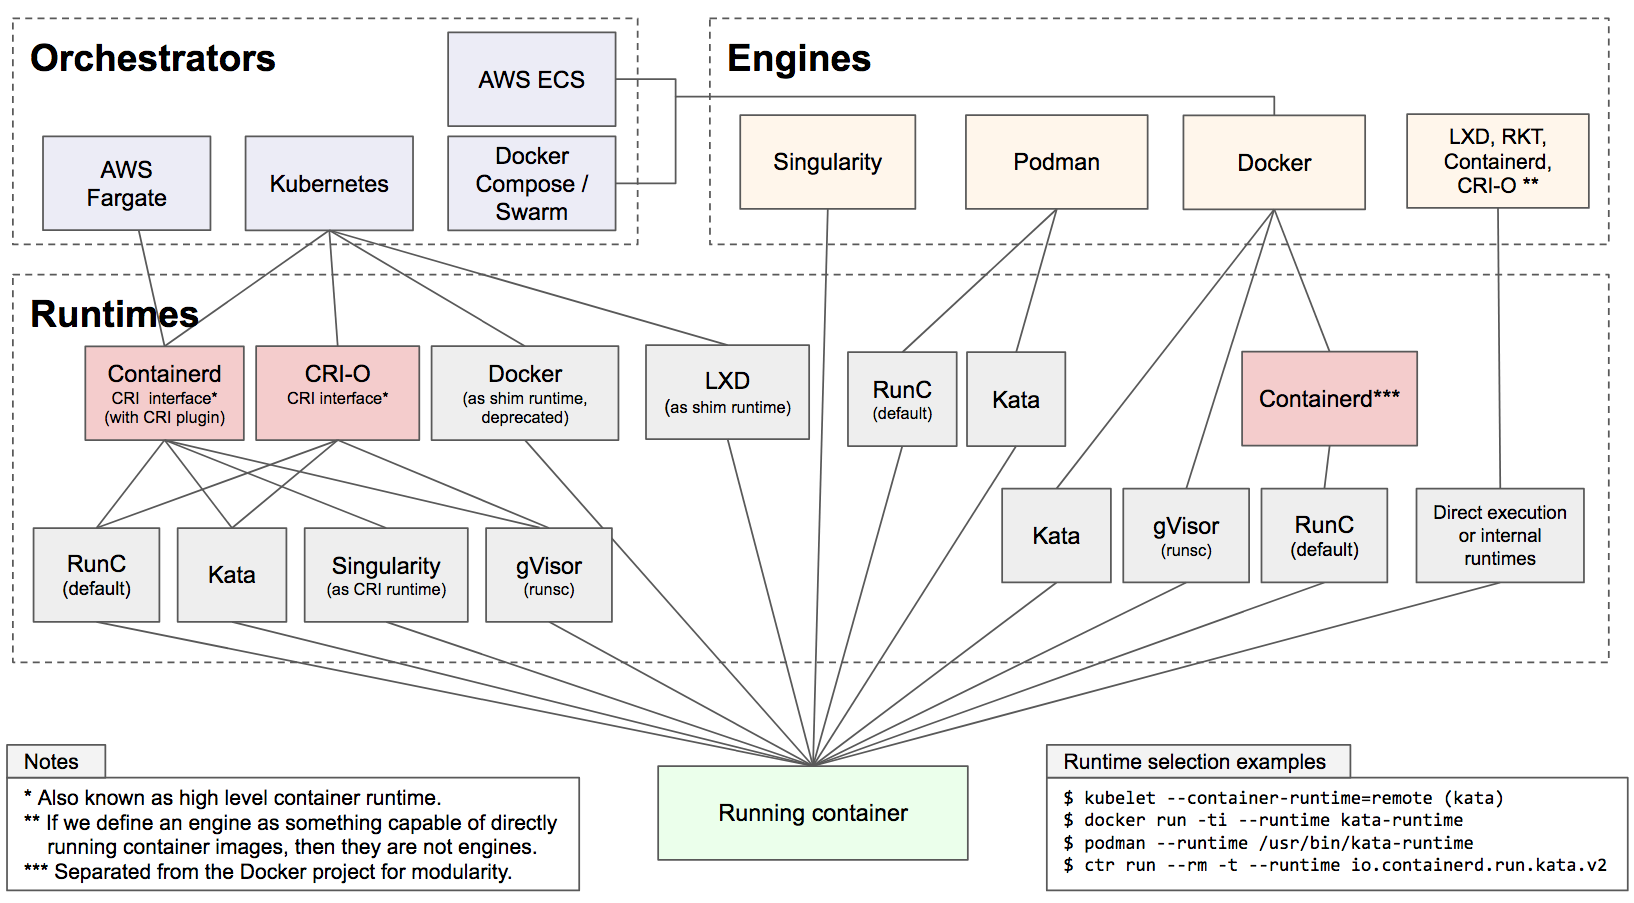 Orchestrators
AWS ECS
AWS
Fargate
Kubernetes
Docker
Compose /
Swarm
Engines
Singularity
Podman
Docker
LXD, RKT,
Containerd,
CRI-O **
Runtimes
Containerd
CRI interface*
(with CRI plugin)
CRI-O
CRI interface*
Docker
(as shim runtime,
deprecated)
LXD
(as shim runtime)
RunC
(default)
Kata
Containerd***
RunC
(default)
Kata
Singularity
(as CRI runtime)
gVisor
(runsc)
Kata
gVisor
(runsc)
RunC
(default)
Direct execution
or internal
runtimes
Running container
Notes
* Also known as high level container runtime.
** If we define an engine as something capable of directly
running container images, then they are not engines.
*** Separated from the Docker project for modularity.
Runtime selection examples
$ kubelet --container-runtime=remote (kata)
$ docker run -ti --runtime kata-runtime
$ podman --runtime /usr/bin/kata-runtime
$ ctr run --rm -t --runtime io.containerd.run.kata.v2